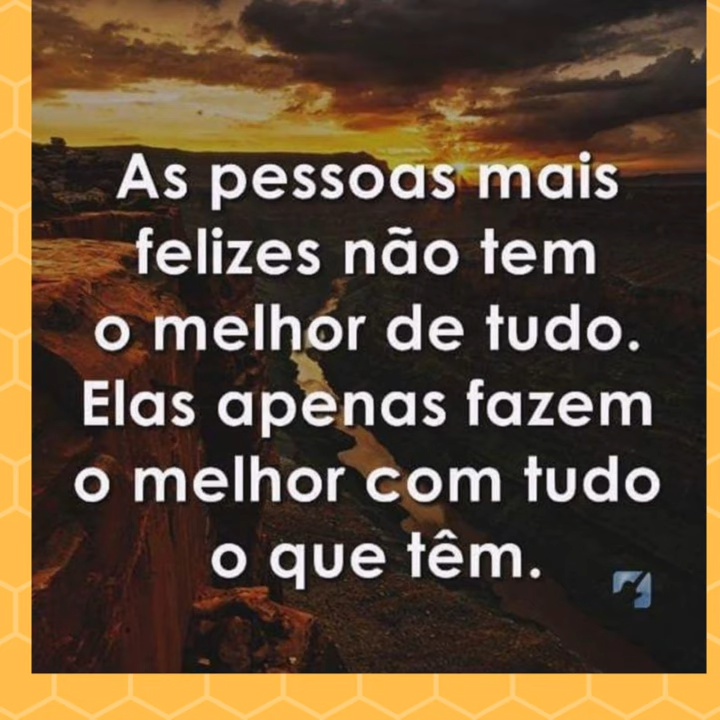 As pessoas mais
felizes não tem
o melhor de tudo.
Elas apenas fazem
o melhor com tudo
o que têm.